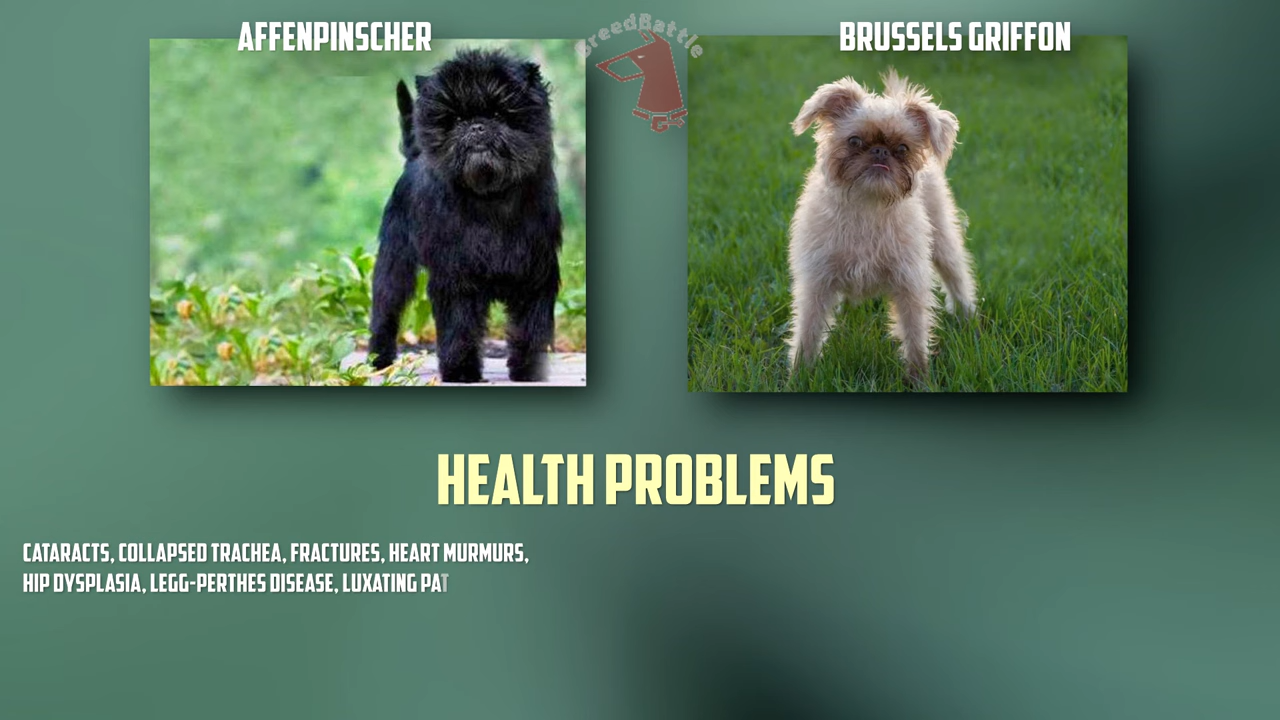 AFFENPINSCHER
BRUSSELS GRIFFON
BreedBattle
HEALTH PROBLEMS
CATARACTS, COLLAPSED TRACHEA, FRACTURES, HEART MURMURS,
HIP DYSPLASIA, LEGG-PERTHES DISEASE, LUXATING PAT